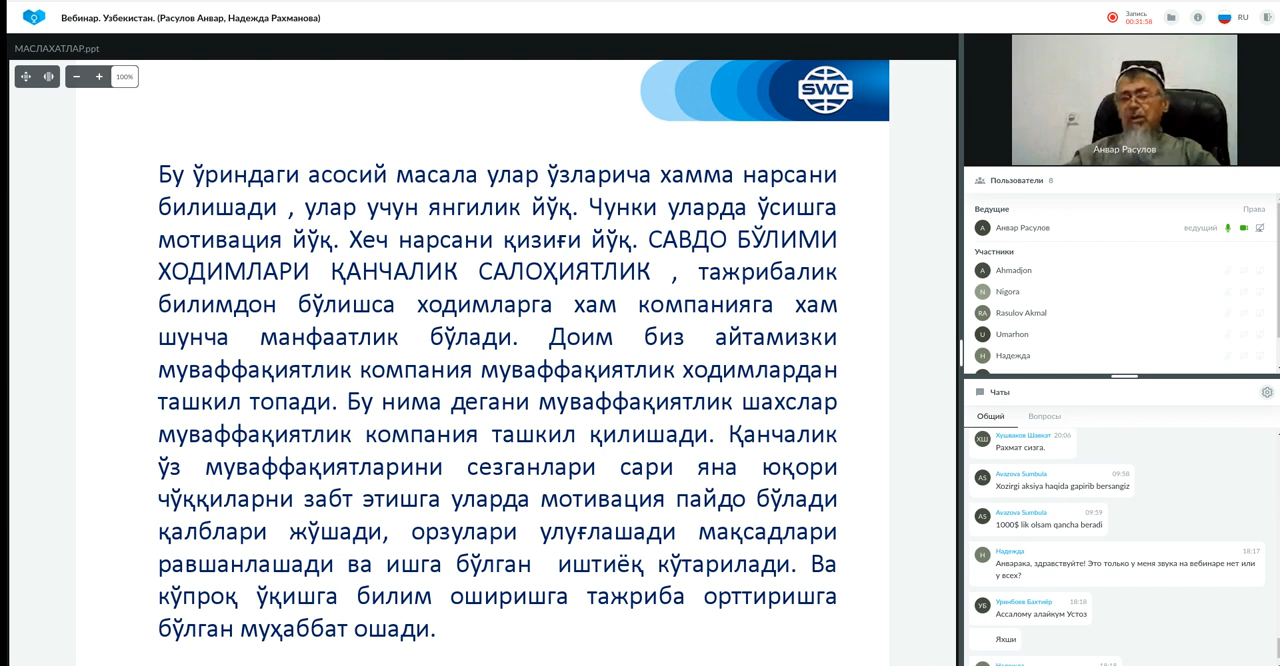 Вебинар. Узбекистан. (Расулов Анвар, Надежда Рахманова)
Запись
00:31:58
RU
МАСЛАХАТЛАР.ppt
100%
SWC
Бу ўриндаги асосий масала улар ўзларича хамма нарсани
билишади , улар учун янгилик йўқ. Чунки уларда ўсишга
мотивация йўқ. Хеч нарсани қизиғи йўқ. САВДО БЎЛИМИ
ХОДИМЛАРИ ҚАНЧАЛИК САЛОҲИЯТЛИК , тажрибалик
билимдон бўлишса ходимларга хам компанияга хам
шунча манфаатлик бўлади. Доим биз айтамизки
муваффақиятлик компания муваффақиятлик ходимлардан
ташкил топади. Бу нима дегани муваффақиятлик шахслар
муваффақиятлик компания ташкил қилишади. Қанчалик
ўз муваффақиятларини сезганлари сари яна юқори
чўққиларни забт этишга уларда мотивация пайдо бўлади
қалблари жўшади, орзулари улуғлашади мақсадлари
равшанлашади ва ишга бўлган иштиёқ кўтарилади. Ва
кўпроқ ўқишга билим оширишга тажриба орттиришга
бўлган муҳаббат ошади.
Анвар Расулов
Пользователи 8
Ведущие Права
А Анвар Расулов ведущий
Участники
A Ahmadjon
N Nigora
RA Rasulov Akmal
U Umarhon
Н Надежда
Чаты
Общий Вопросы
ХШ Хушваков Шавкат 20:06
Рахмат сизга.
AS Avazova Sumbula 09:58
Xozirgi aksiya haqida gapirib bersangiz
AS Avazova Sumbula 09:59
1000$ lik olsam qancha beradi
Н Надежда 18:17
Анварака, здравствуйте! Это только у меня звука на вебинаре нет или
у всех?
УБ Уринбоев Бахтиёр 18:18
Ассалому алайкум Устоз
Яхши
Надежда 18:18